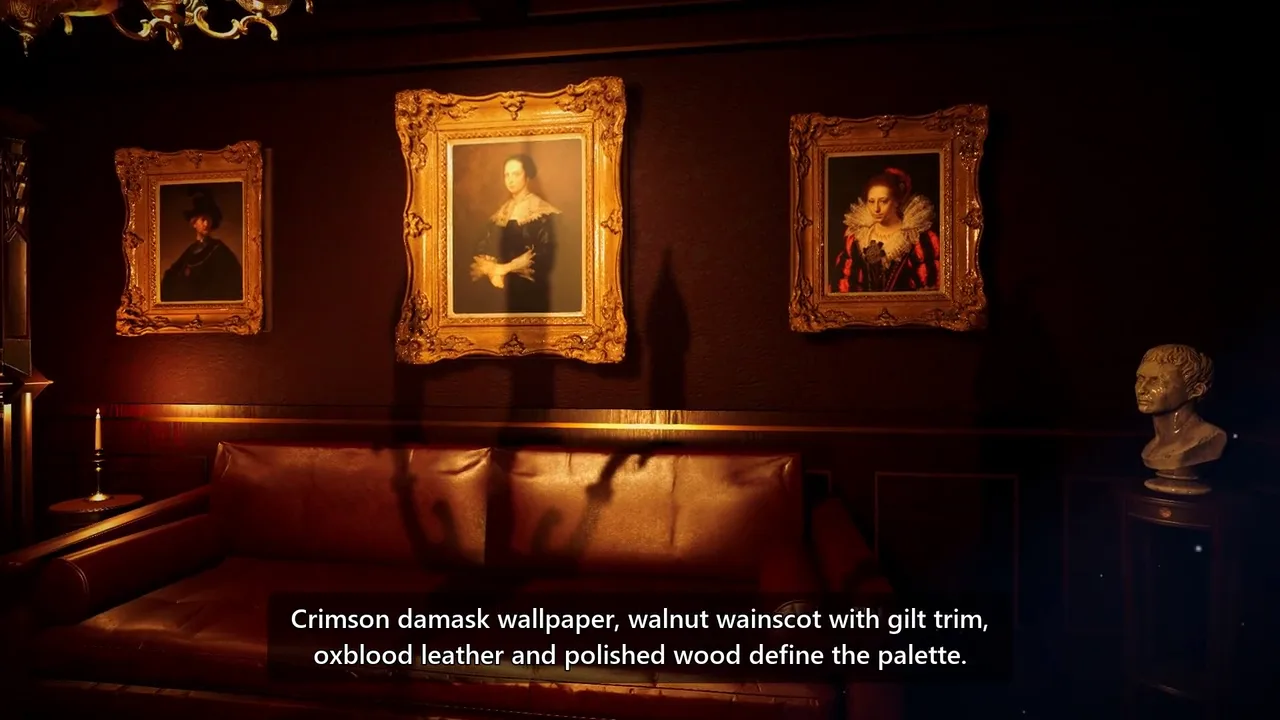 Crimson damask wallpaper, walnut wainscot with gilt trim,
oxblood leather and polished wood define the palette.